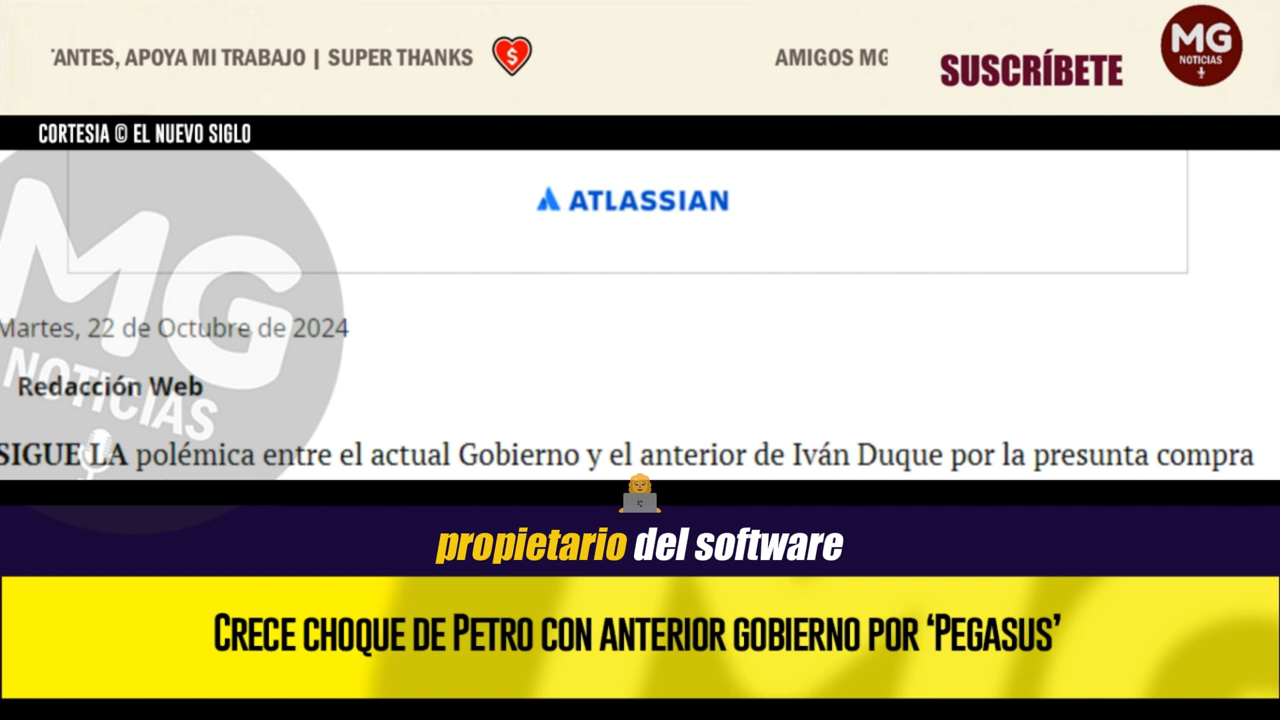 'ANTES, APOYA MI TRABAJO | SUPER THANKS
AMIGOS MG
SUSCRÍBETE
MG
NOTICIAS
CORTESIA © EL NUEVO SIGLO
ATLASSIAN
MG
NOTICIAS
Martes, 22 de Octubre de 2024
Redacción Web
SIGUE LA polémica entre el actual Gobierno y el anterior de Iván Duque por la presunta compra
propietario del software
CRECE CHOQUE DE PETRO CON ANTERIOR GOBIERNO POR ‘PEGASUS’